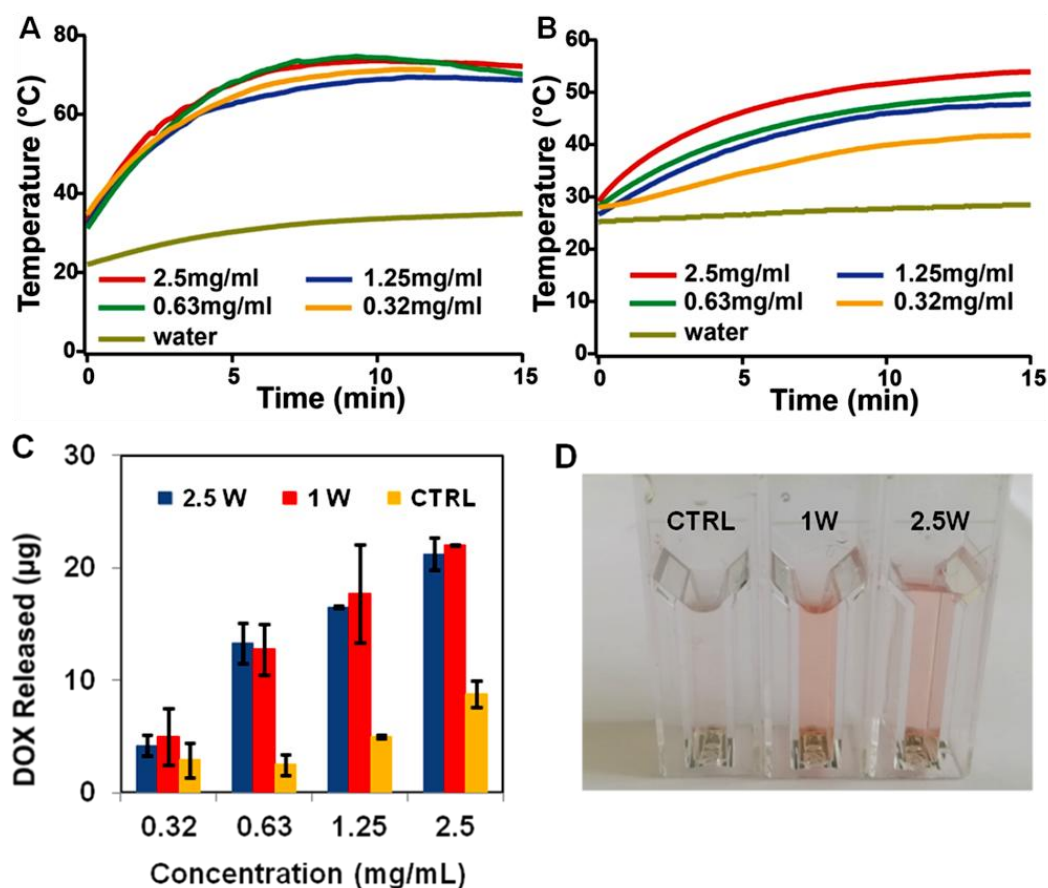 A
Temperature (°C)
80
60
40
20
0
2.5mg/ml 1.25mg/ml
0.63mg/ml 0.32mg/ml
water
0 5 10 15
Time (min)
B
Temperature (°C)
60
50
40
30
20
10
0
2.5mg/ml 1.25mg/ml
0.63mg/ml 0.32mg/ml
water
0 5 10 15
Time (min)
C
DOX Released (µg)
30
20
10
0
2.5 W 1 W CTRL
0.32 0.63 1.25 2.5
Concentration (mg/mL)
D
CTRL 1W 2.5W